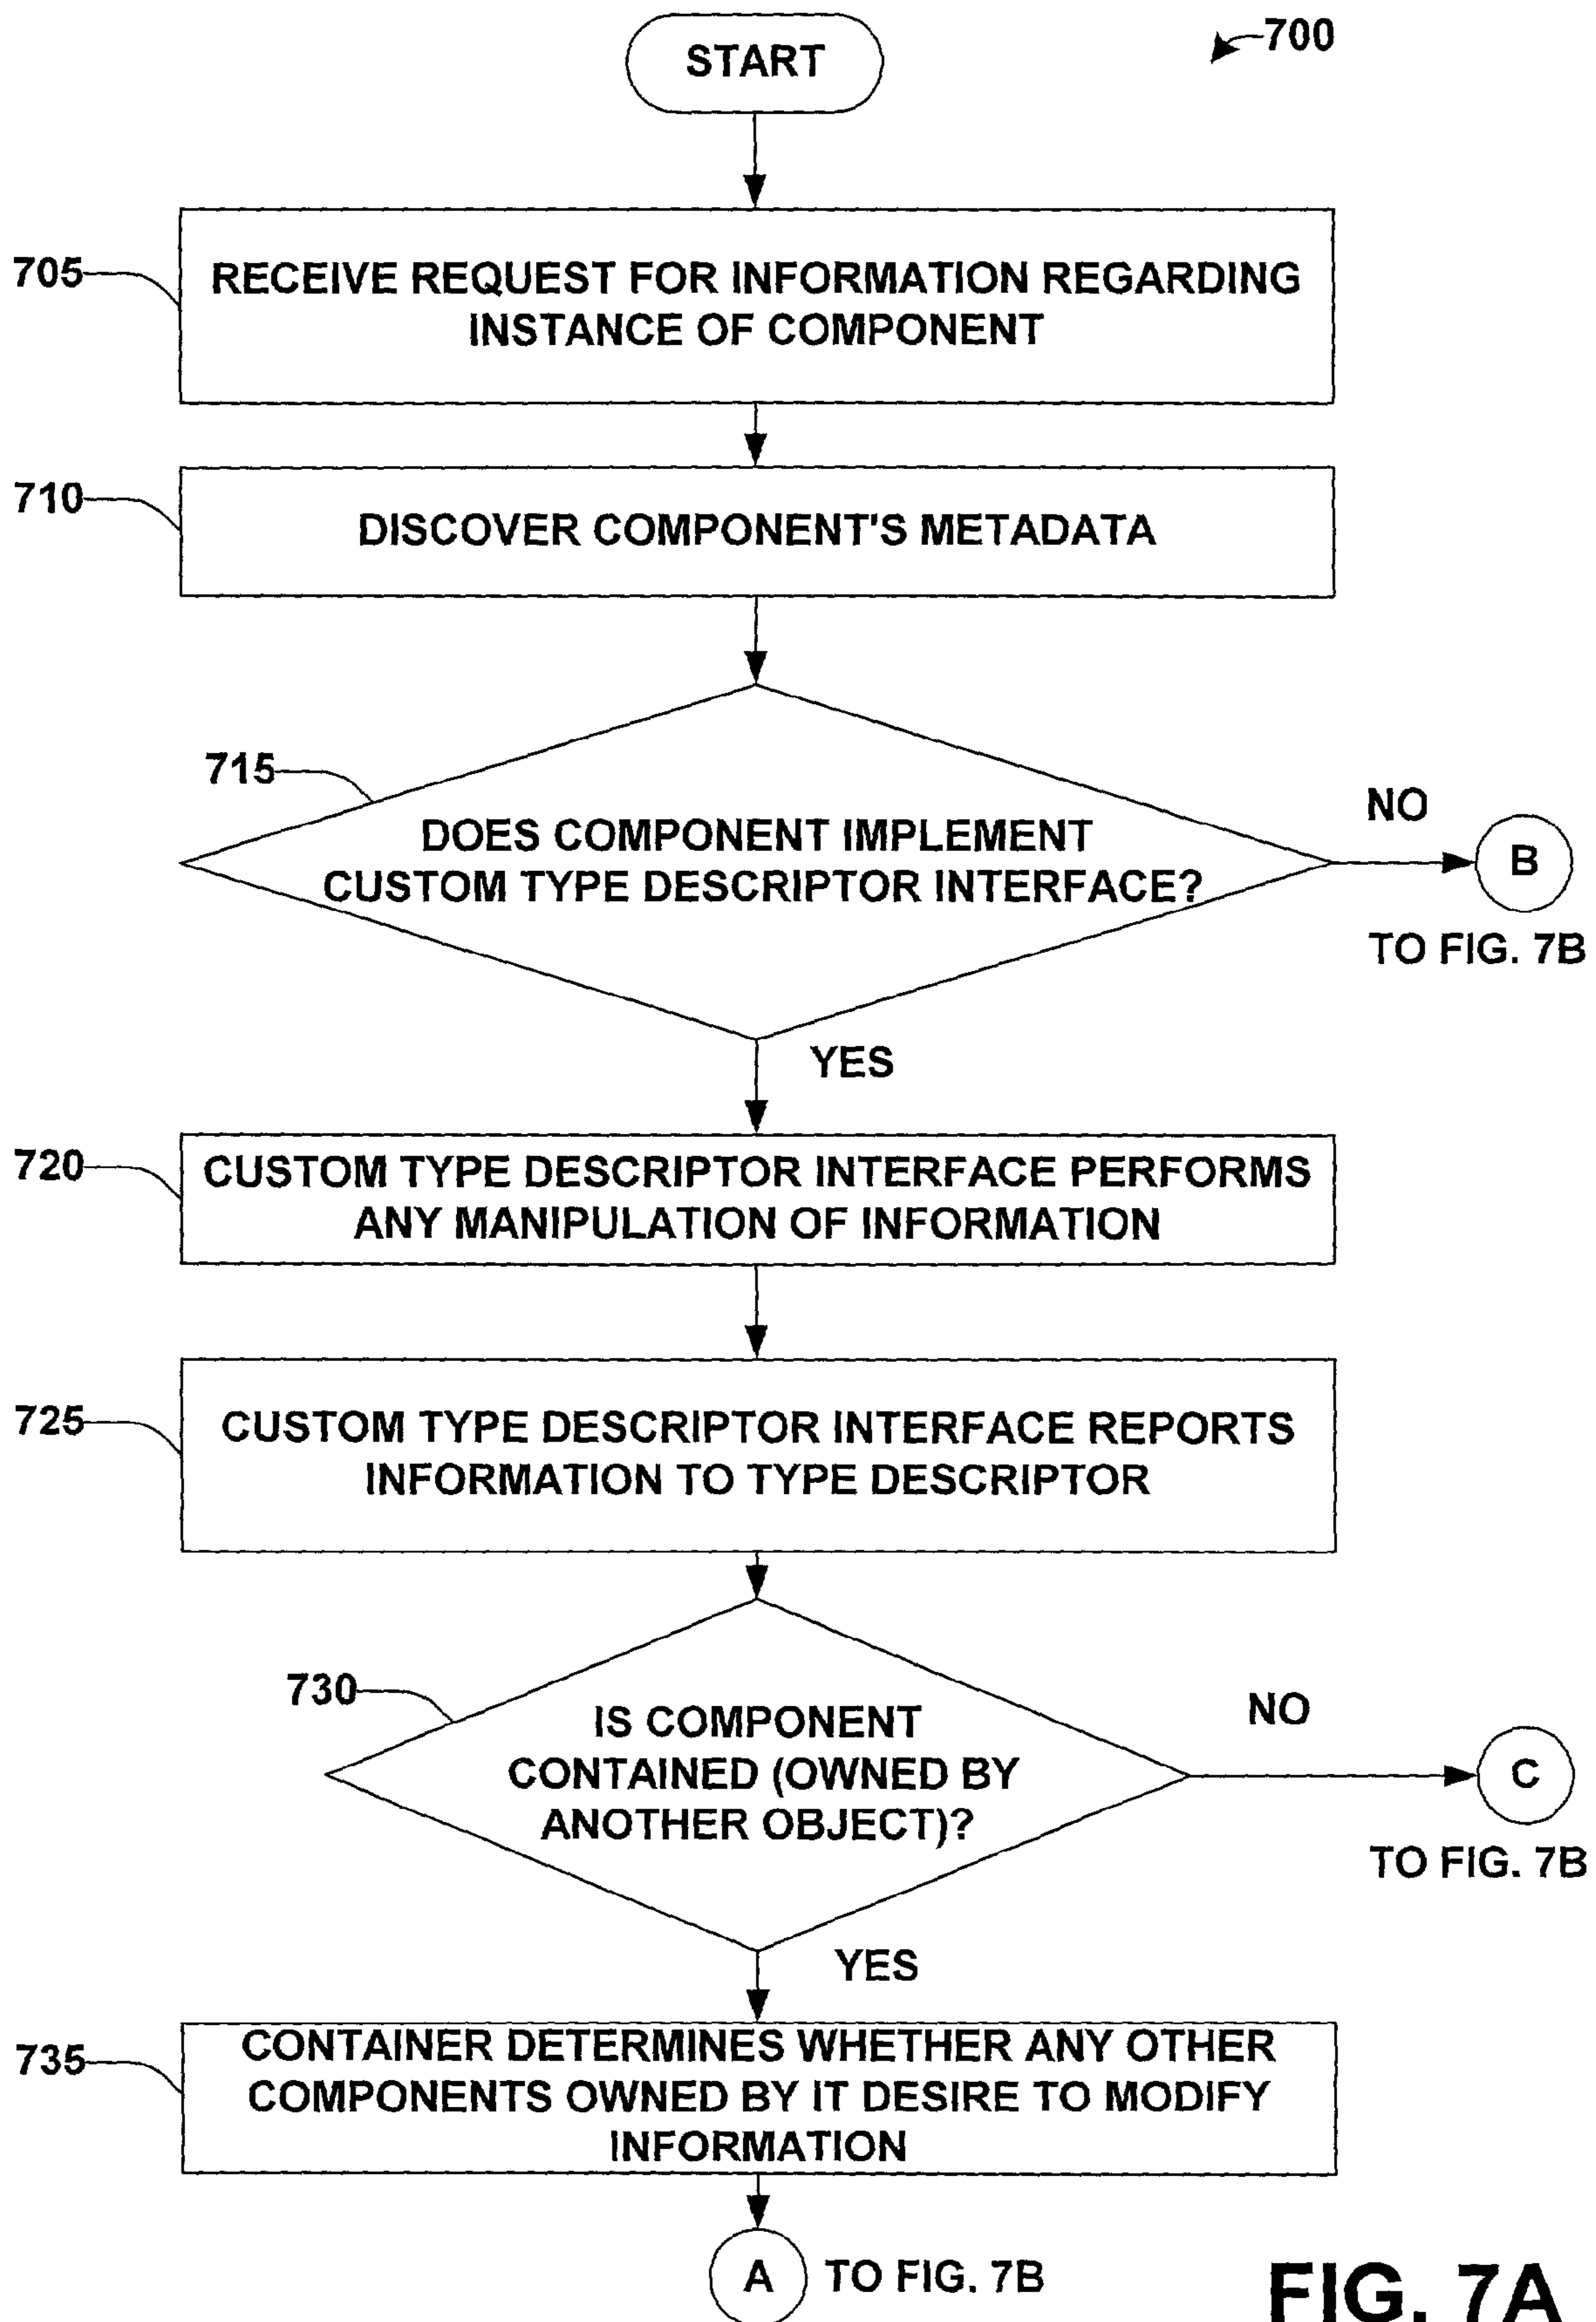 START
700
705
RECEIVE REQUEST FOR INFORMATION REGARDING
INSTANCE OF COMPONENT
710
DISCOVER COMPONENT'S METADATA
715
DOES COMPONENT IMPLEMENT
CUSTOM TYPE DESCRIPTOR INTERFACE?
NO
B
TO FIG. 7B
YES
720
CUSTOM TYPE DESCRIPTOR INTERFACE PERFORMS
ANY MANIPULATION OF INFORMATION
725
CUSTOM TYPE DESCRIPTOR INTERFACE REPORTS
INFORMATION TO TYPE DESCRIPTOR
730
IS COMPONENT
CONTAINED (OWNED BY
ANOTHER OBJECT)?
NO
C
TO FIG. 7B
YES
735
CONTAINER DETERMINES WHETHER ANY OTHER
COMPONENTS OWNED BY IT DESIRE TO MODIFY
INFORMATION
A
TO FIG. 7B
FIG. 7A